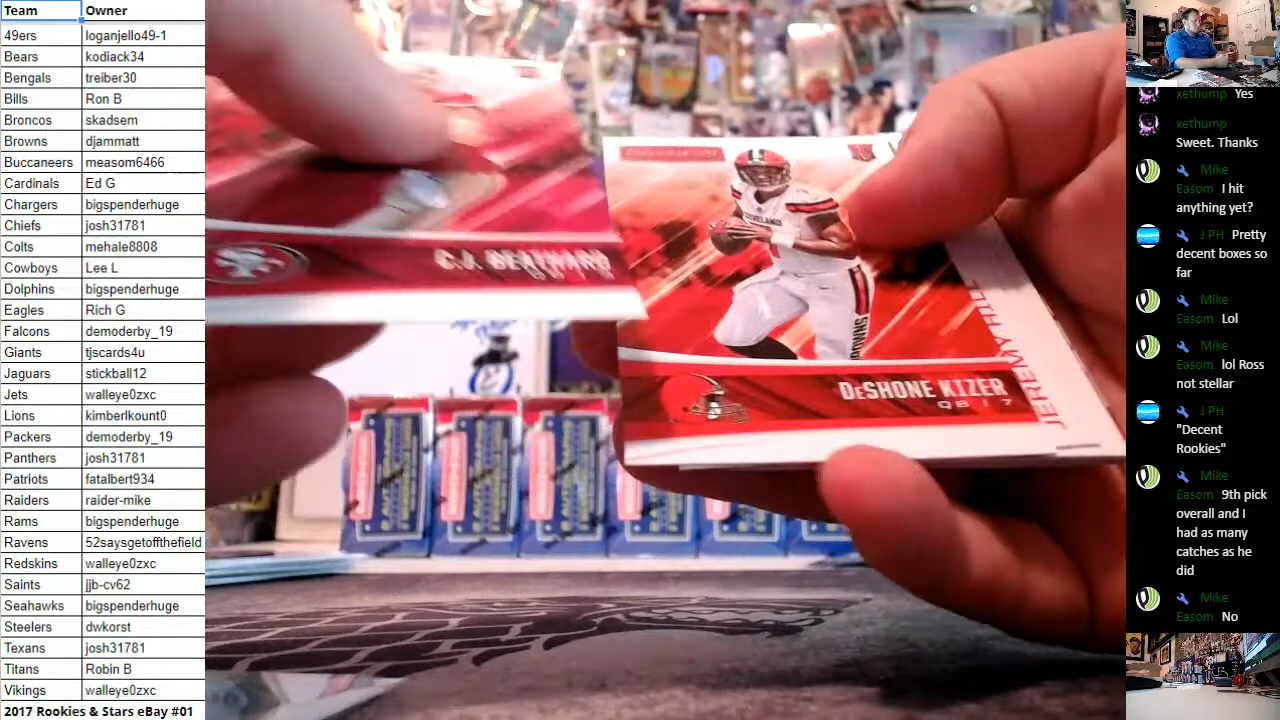 Team Owner
49ers loganjello49-1
Bears kodiack34
Bengals treiber30
Bills Ron B
Broncos skadsem
Browns djammatt
Buccaneers measom6466
Cardinals Ed G
Chargers bigspenderhuge
Chiefs josh31781
Colts mehale8808
Cowboys Lee L
Dolphins bigspenderhuge
Eagles Rich G
Falcons demoderby_19
Giants tjscards4u
Jaguars stickball12
Jets walleye0zxc
Lions kimberlkount0
Packers demoderby_19
Panthers josh31781
Patriots fatalbert934
Raiders raider-mike
Rams bigspenderhuge
Ravens 52saysgetoffthefield
Redskins walleye0zxc
Saints jjb-cv62
Seahawks bigspenderhuge
Steelers dwkorst
Texans josh31781
Titans Robin B
Vikings walleye0zxc
2017 Rookies & Stars eBay #01
C.J. BEATHARD
CLEVELAND
BROWNS
DESHONE KIZER
QB | 7
JEREMY HILL
xethump Yes
xethump
Sweet. Thanks
Mike
Easom I hit
anything yet?
J PH Pretty
decent boxes so
far
Mike
Easom Lol
Mike
Easom lol Ross
not stellar
J PH
"Decent
Rookies"
Mike
Easom 9th pick
overall and I
had as many
catches as he
did
Mike
Easom No